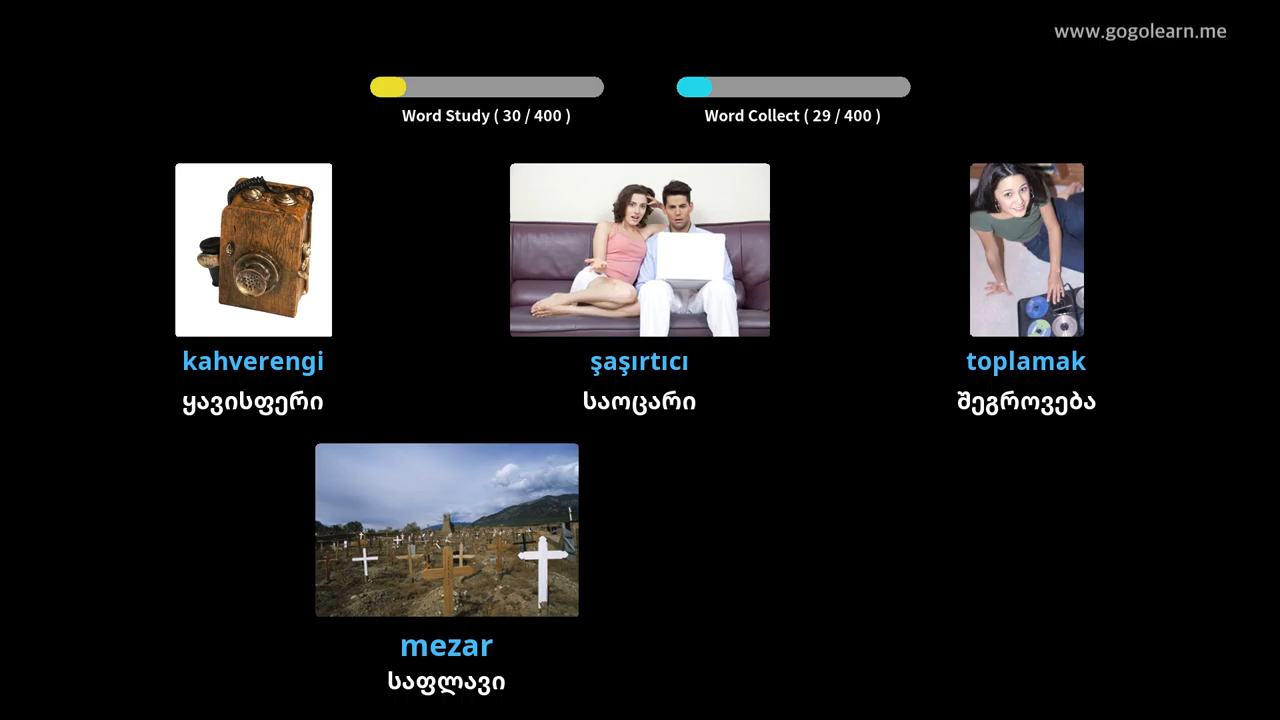 www.gogolearn.me
Word Study ( 30 / 400 )
Word Collect ( 29 / 400 )
kahverengi
ყავისფერი
şaşırtıcı
საოცარი
toplamak
შეგროვება
mezar
საფლავი